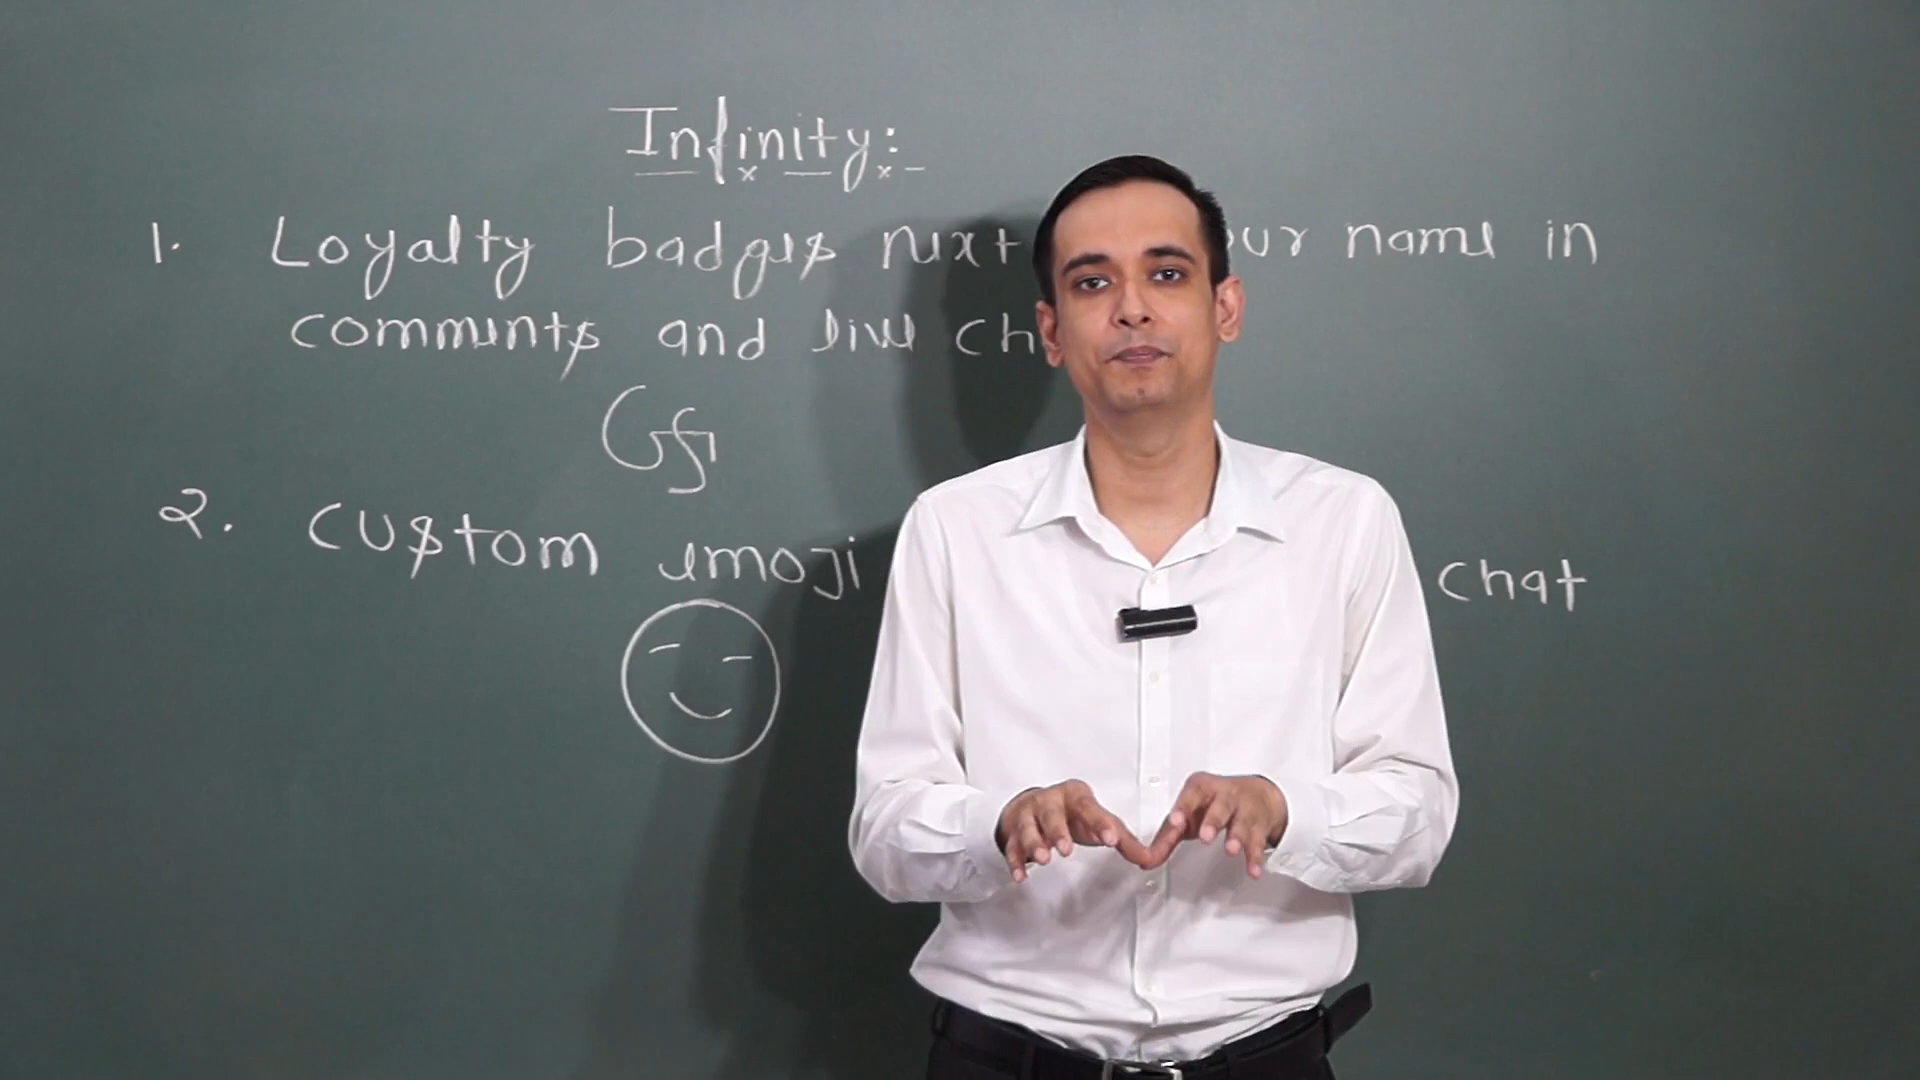 Infinity:
1. Loyalty badges next our name in
comments and live ch
2. custom emoji chat